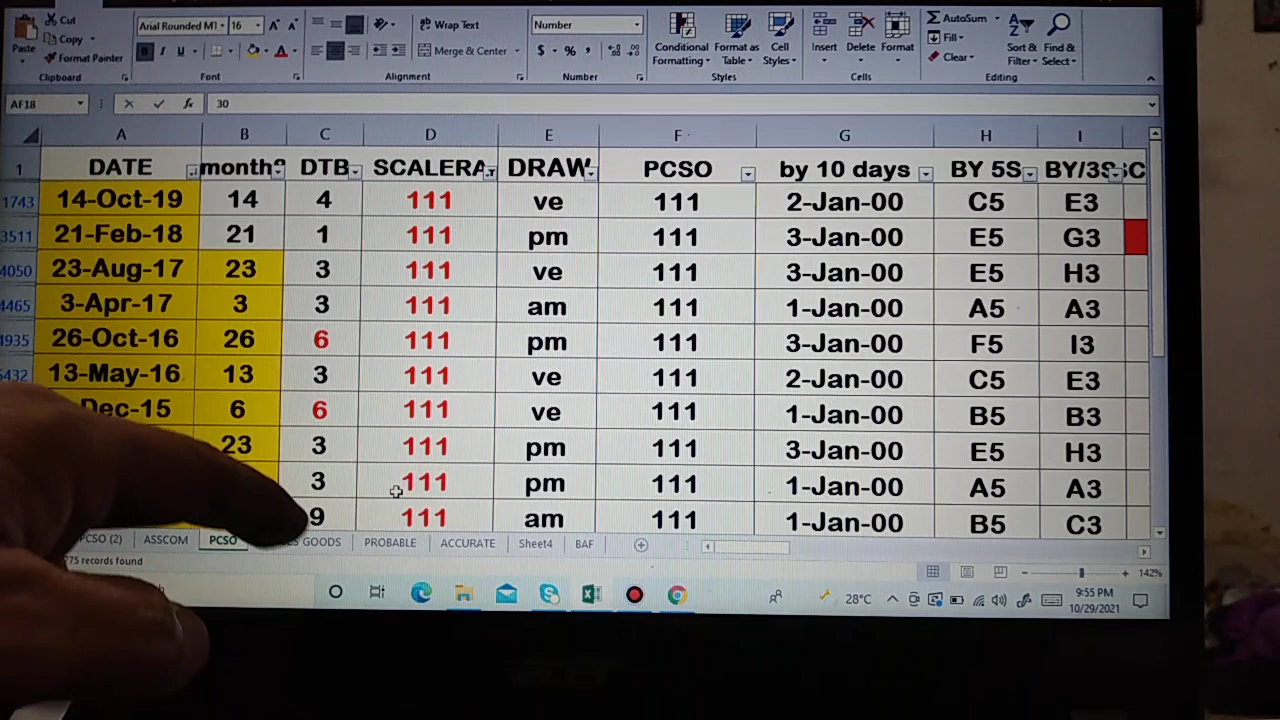 Cut Arial Rounded MT 16 A A Wrap Text Number AutoSum
Copy Fill
Paste Format Painter B I U A Merge & Center $ % , Conditional Formatting Format as Table Cell Styles Insert Delete Format Clear Sort & Filter Find & Select
Clipboard Font Alignment Number Styles Cells Editing
AF18 fx 30
A B C D E F G H I
1 DATE months DTB SCALERA DRAW PCSO by 10 days BY 5S BY/3S
1743 14-Oct-19 14 4 111 ve 111 2-Jan-00 C5 E3
3511 21-Feb-18 21 1 111 pm 111 3-Jan-00 E5 G3
4050 23-Aug-17 23 3 111 ve 111 3-Jan-00 E5 H3
4465 3-Apr-17 3 3 111 am 111 1-Jan-00 A5 A3
4935 26-Oct-16 26 6 111 pm 111 3-Jan-00 F5 I3
5432 13-May-16 13 3 111 ve 111 2-Jan-00 C5 E3
Dec-15 6 6 111 ve 111 1-Jan-00 B5 B3
23 3 111 pm 111 3-Jan-00 E5 H3
3 111 pm 111 1-Jan-00 A5 A3
9 111 am 111 1-Jan-00 B5 C3
PCSO (2) ASSCOM PCSO GOODS PROBABLE ACCURATE Sheet4 BAF
775 records found 142%
28°C 9:55 PM
10/29/2021
acer